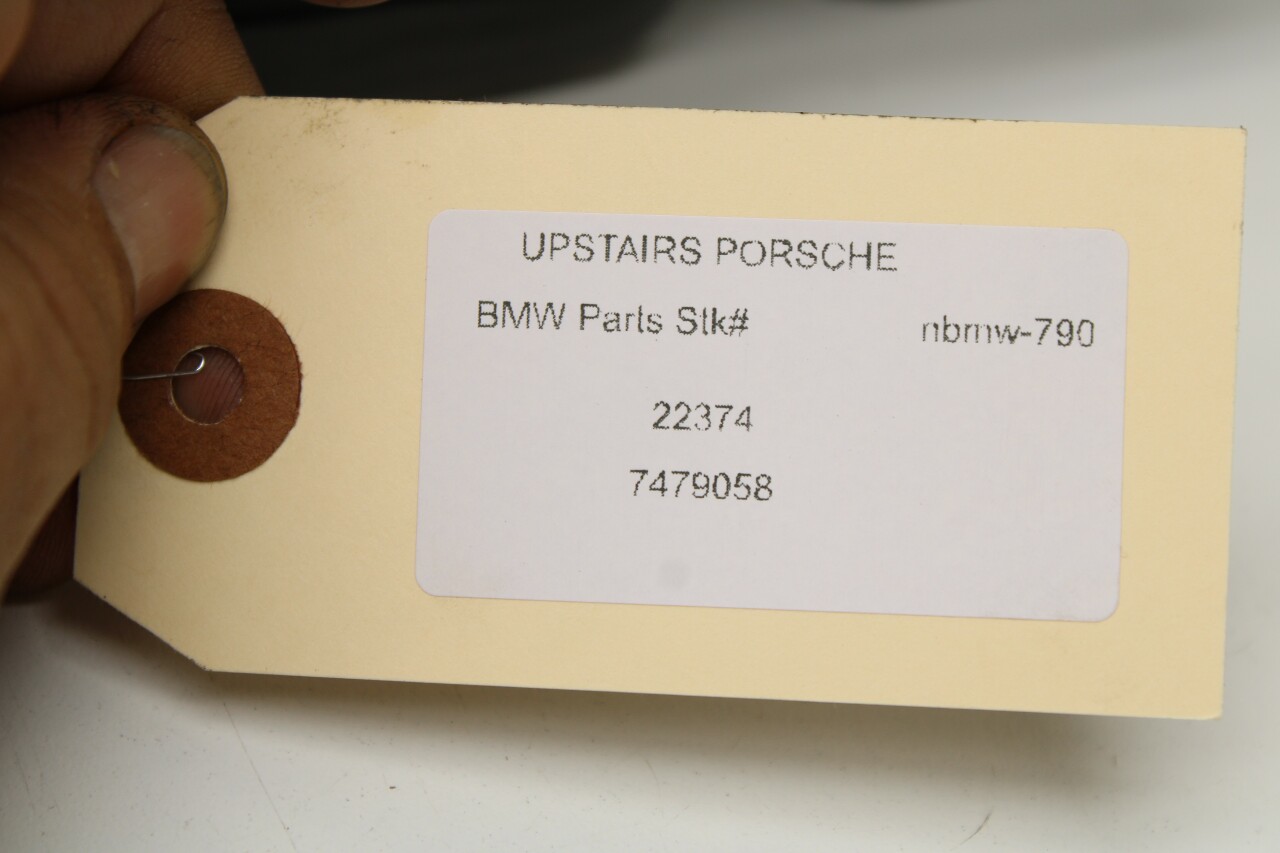 UPSTAIRS PORSCHE
BMW Parts Stk# nbmw-790
22374
7479058